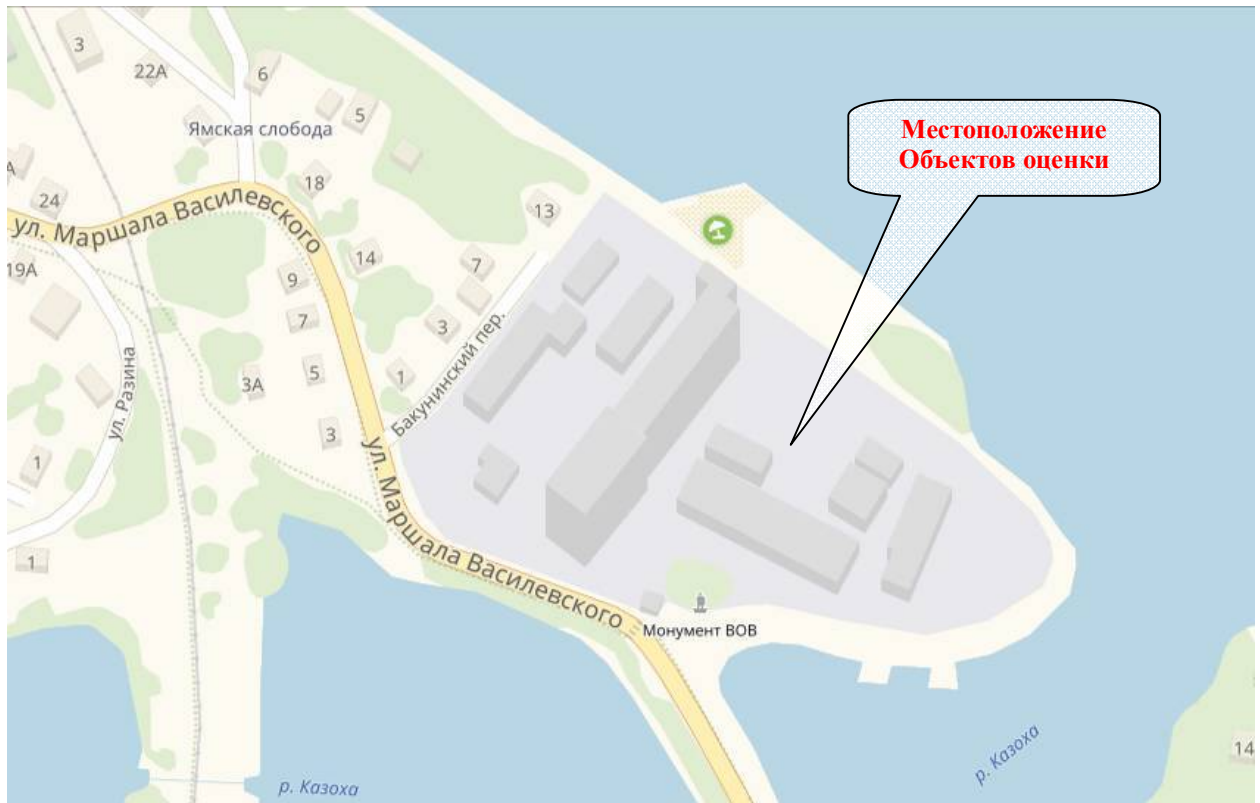 3
22А
6
5
Ямская слобода
Местоположение
Объектов оценки
18
24
13
ул. Маршала Василевского
14
7
19А
9
7
3
Бакунинский пер.
1
5
3А
ул. Разина
3
1
ул. Маршала Василевского
1
Монумент ВОВ
р. Казоха
р. Казоха
14